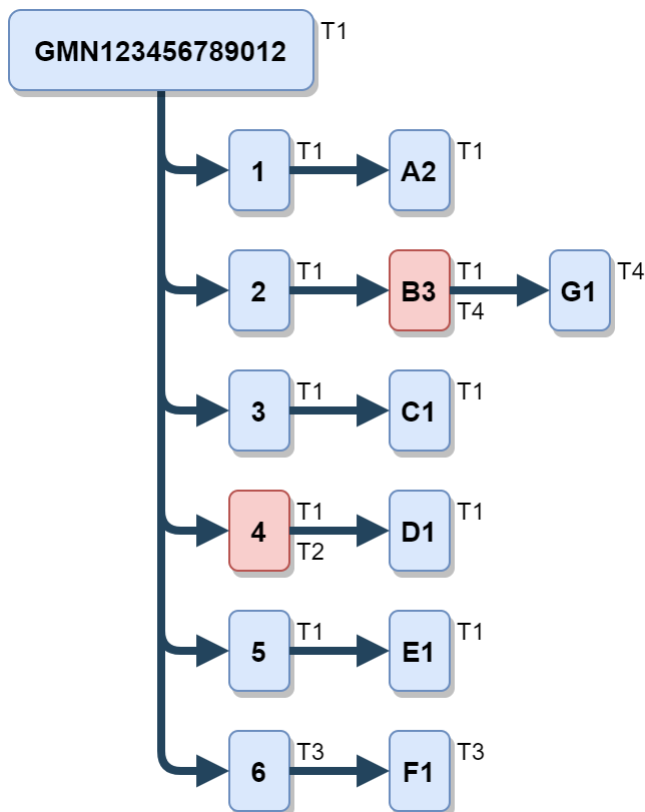 GMN123456789012 T1
1 T1 A2 T1
2 T1 B3 T1 G1 T4
T4
3 T1 C1 T1
4 T1 D1 T1
T2
5 T1 E1 T1
6 T3 F1 T3